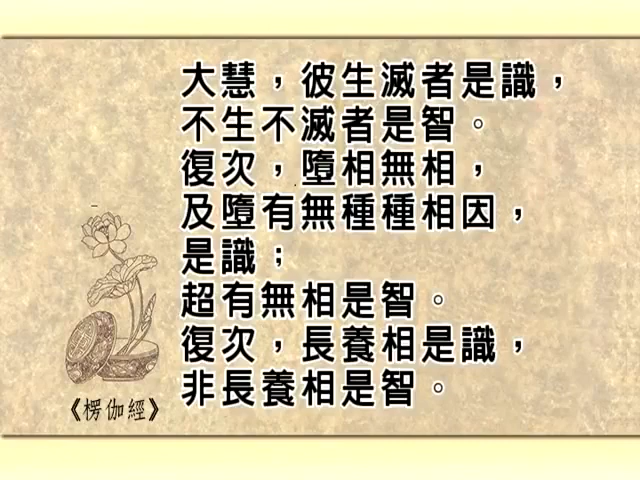 大慧，彼生滅者是識，
不生不滅者是智。
復次，墮相無相，
及墮有無種種相因，
是識；
超有無相是智。
復次，長養相是識，
非長養相是智。
《楞伽經》